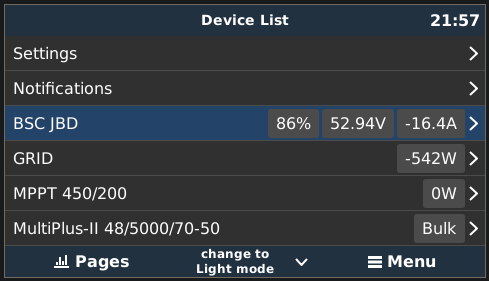 Device List 21:57
Settings
Notifications
BSC JBD 86% 52.94V -16.4A
GRID -542W
MPPT 450/200 0W
MultiPlus-II 48/5000/70-50 Bulk
Pages change to Light mode Menu